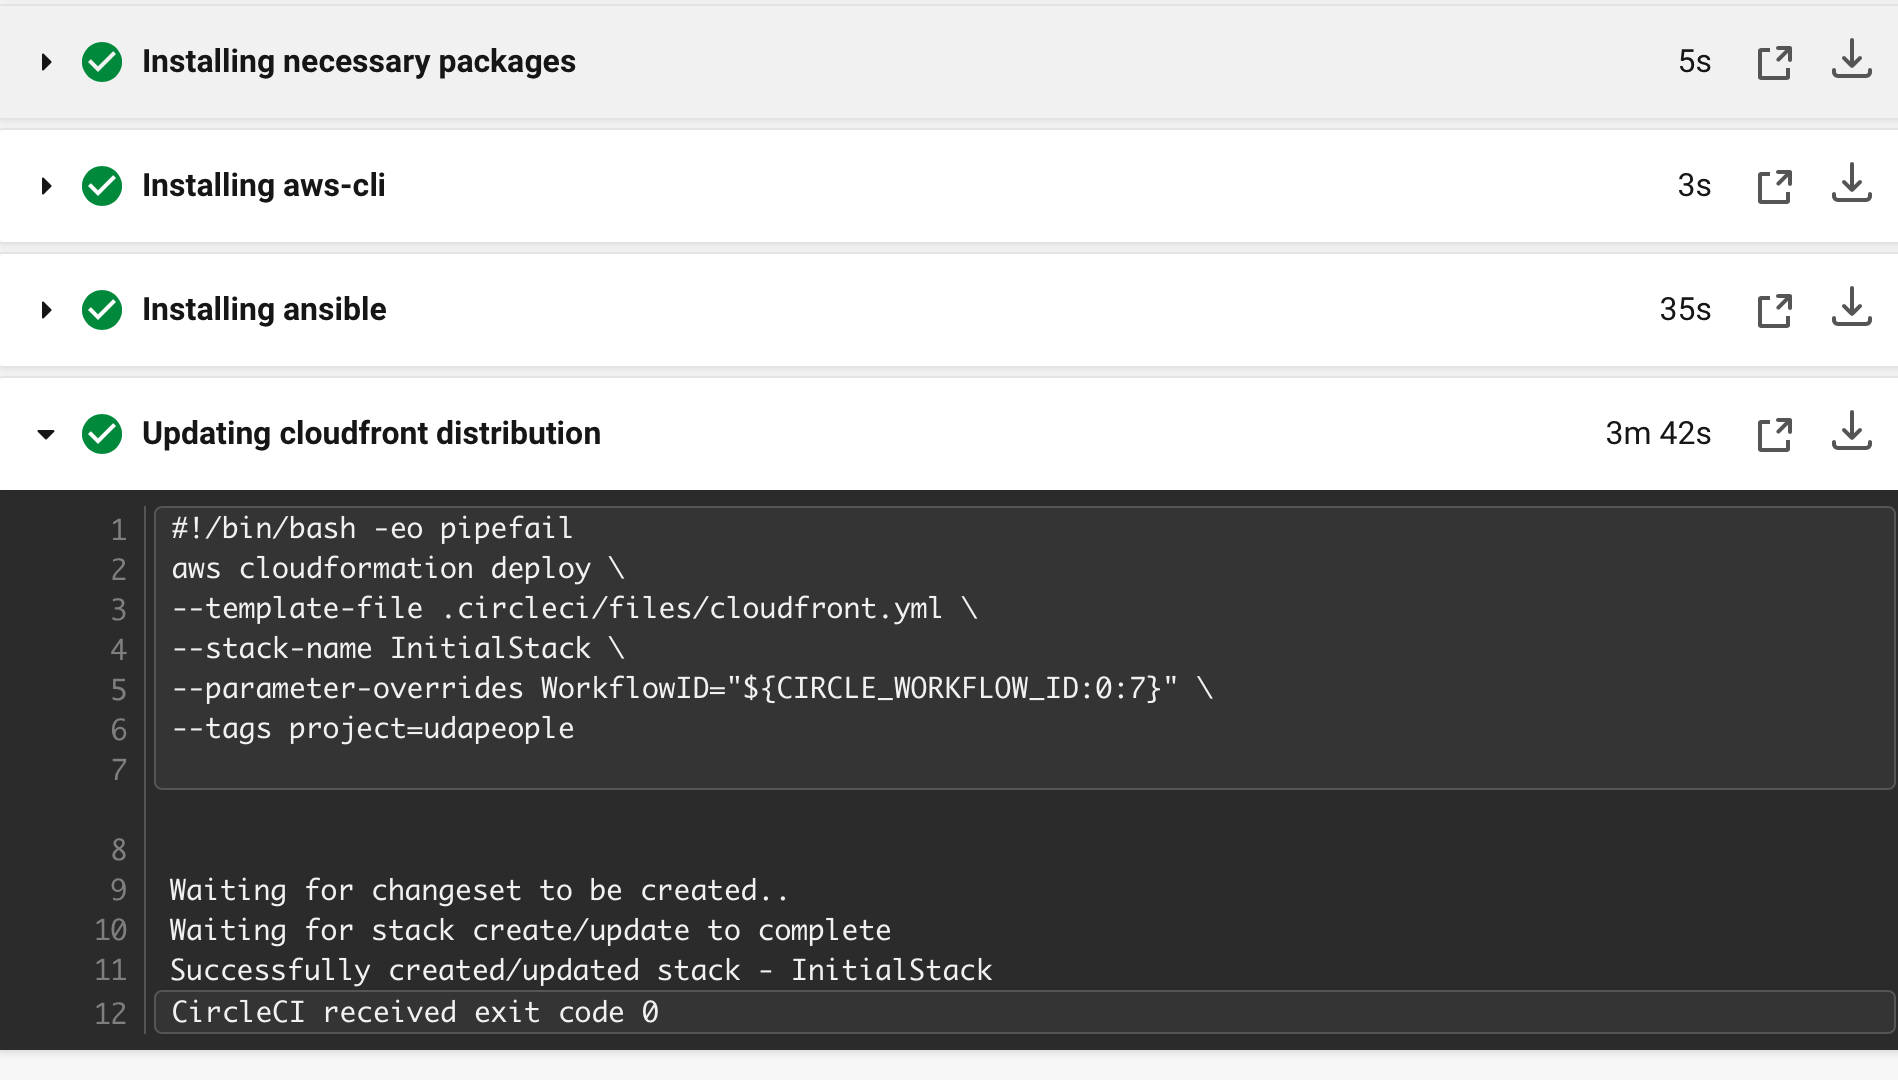 Installing necessary packages 5s
Installing aws-cli 3s
Installing ansible 35s
Updating cloudfront distribution 3m 42s
1 #!/bin/bash -eo pipefail
2 aws cloudformation deploy \
3 --template-file .circleci/files/cloudfront.yml \
4 --stack-name InitialStack \
5 --parameter-overrides WorkflowID="${CIRCLE_WORKFLOW_ID:0:7}" \
6 --tags project=udapeople
7
8
9 Waiting for changeset to be created..
10 Waiting for stack create/update to complete
11 Successfully created/updated stack - InitialStack
12 CircleCI received exit code 0